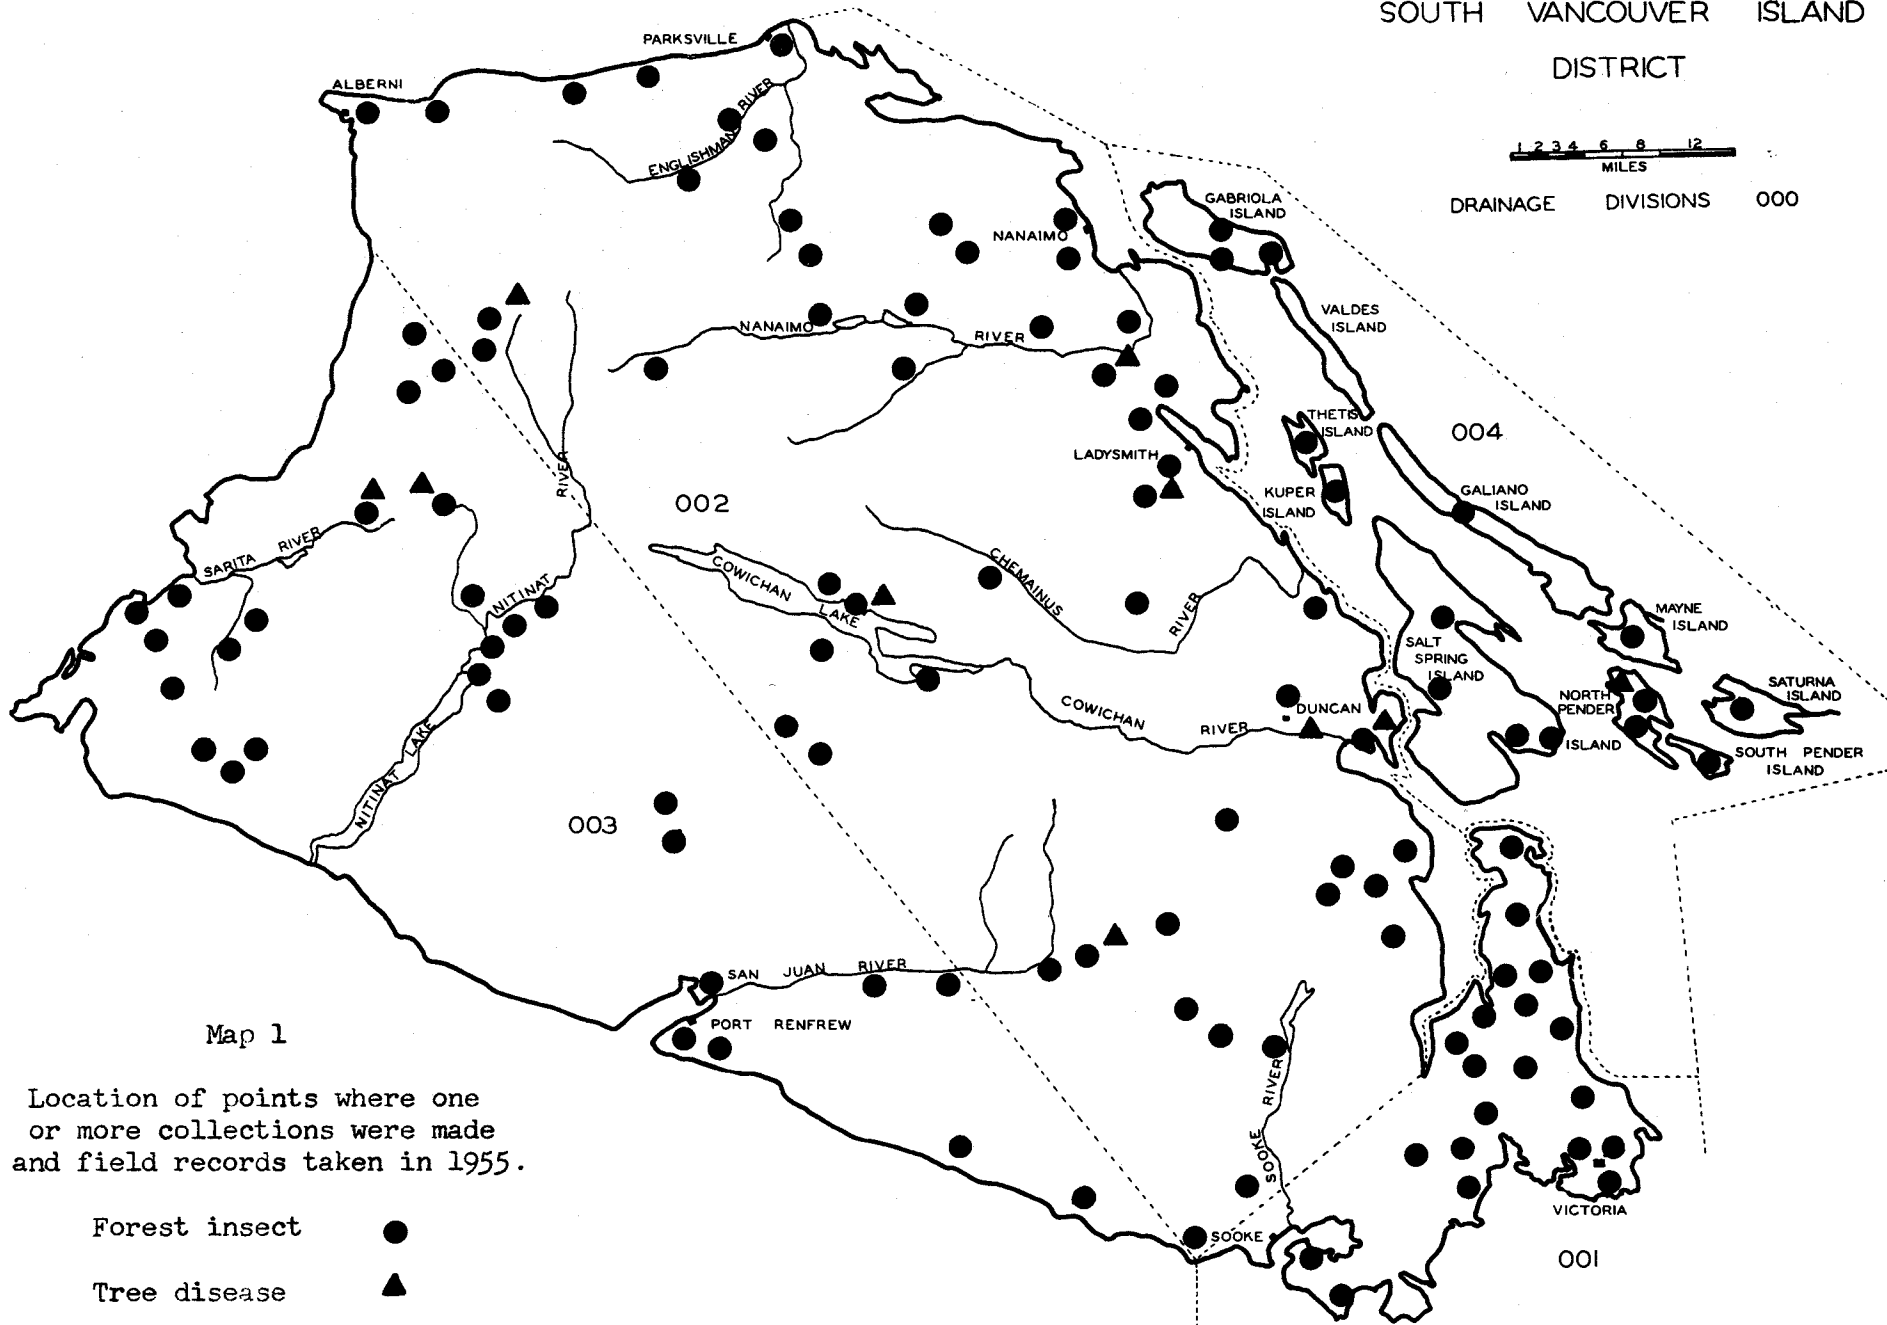 SOUTH VANCOUVER ISLAND
DISTRICT
1 2 3 4 6 8 12
MILES
DRAINAGE DIVISIONS 000
PARKSVILLE
ALBERNI
ENGLISHMAN RIVER
GABRIOLA
ISLAND
NANAIMO
VALDES
ISLAND
NANAIMO RIVER
THETIS
ISLAND
004
LADYSMITH
KUPER
ISLAND
GALIANO
ISLAND
RIVER
002
SARITA RIVER
COWICHAN
LAKE
CHEMAINUS
RIVER
NITINAT
MAYNE
ISLAND
SALT
SPRING
ISLAND
SATURNA
ISLAND
NORTH
PENDER
ISLAND
DUNCAN
COWICHAN RIVER
SOUTH PENDER
ISLAND
NITINAT LAKE
003
SAN JUAN RIVER
PORT RENFREW
SOOKE RIVER
SOOKE
VICTORIA
001
Map 1
Location of points where one
or more collections were made
and field records taken in 1955.
Forest insect
Tree disease